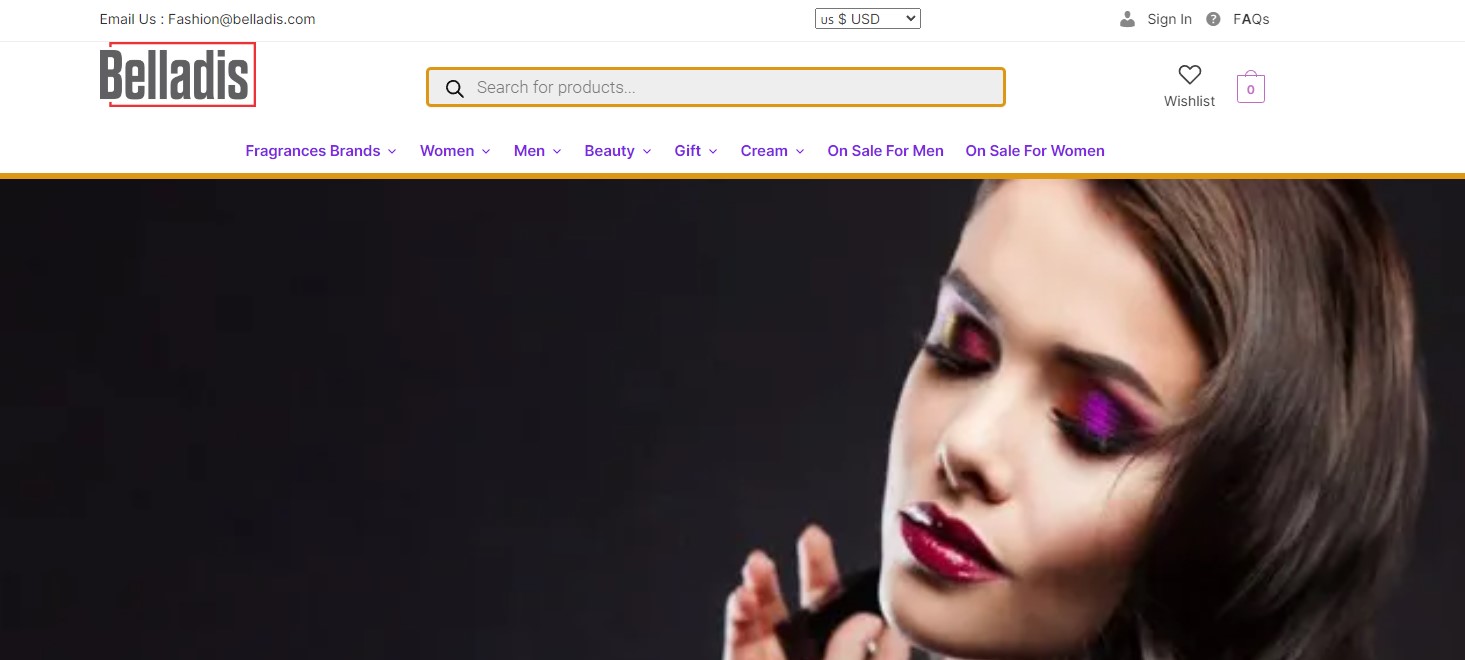 Email Us : Fashion@belladis.com
us $ USD
Sign In
FAQs
Belladis
Search for products...
Wishlist
0
Fragrances Brands Women Men Beauty Gift Cream On Sale For Men On Sale For Women